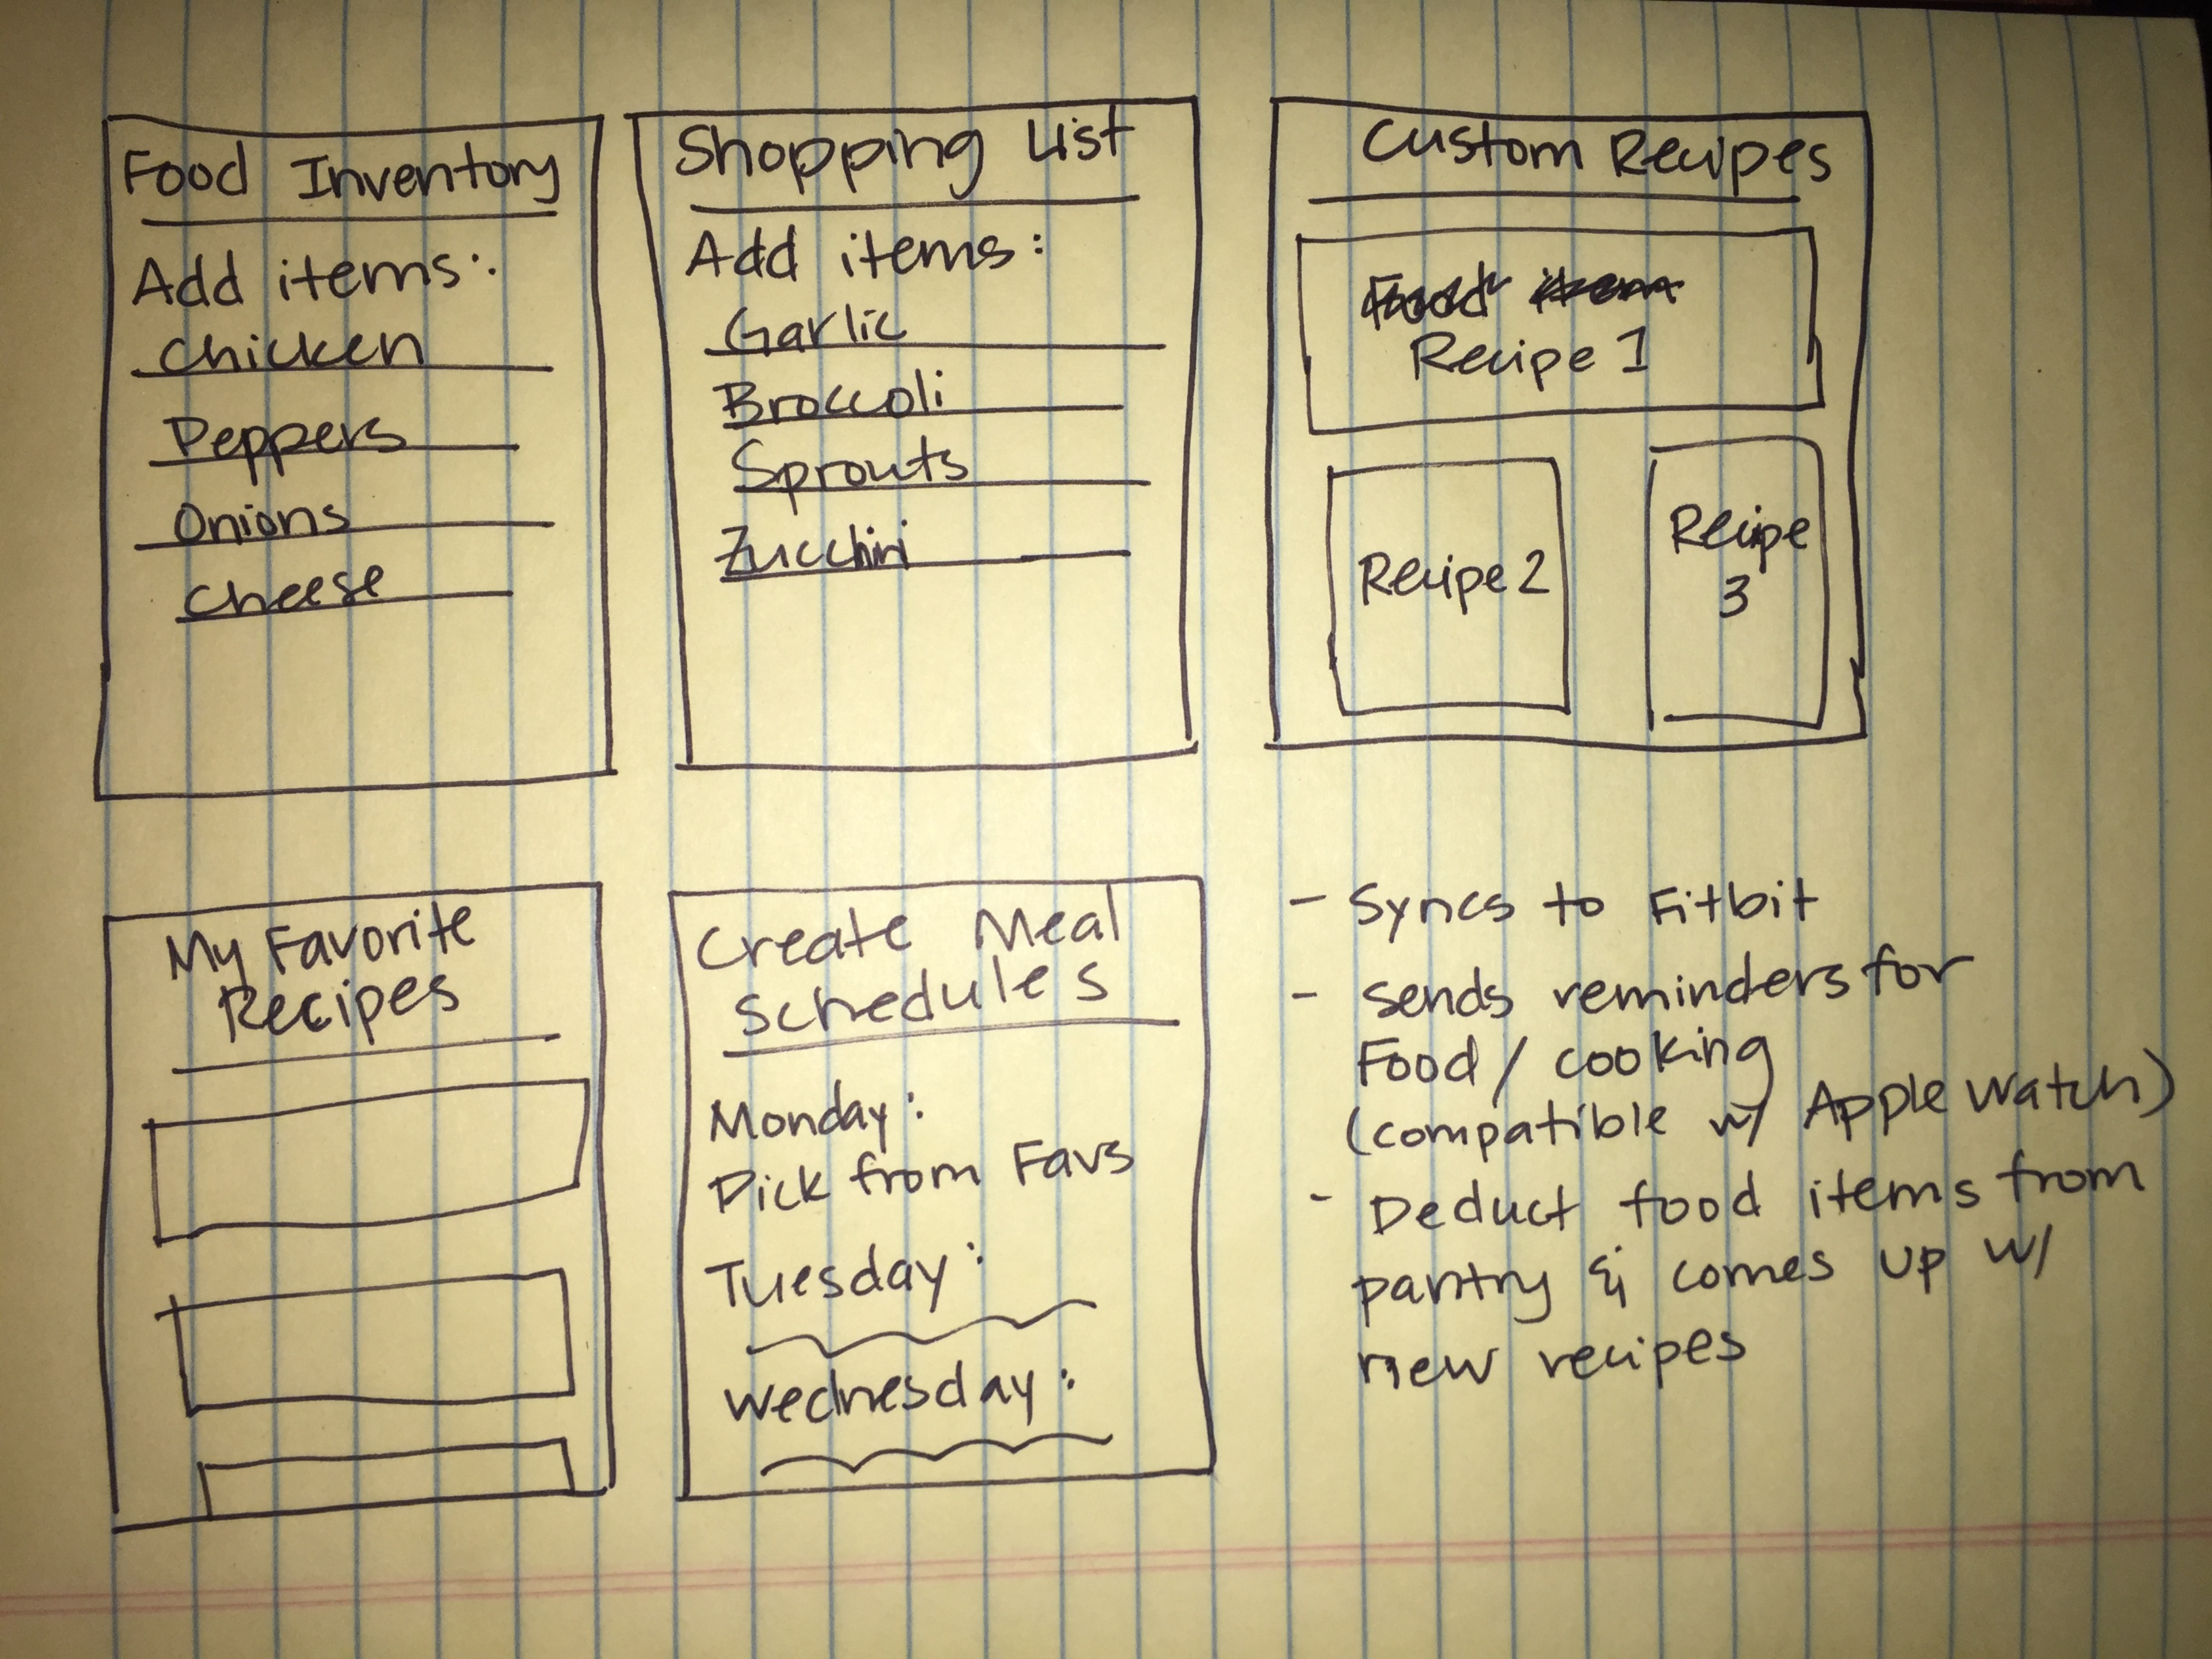 Food Inventory
Add items:
Chicken
Peppers
Onions
Cheese
Shopping List
Add items:
Garlic
Broccoli
Sprouts
Zucchini
Custom Recipes
Food item
Recipe 1
Recipe 2
Recipe
3
My Favorite
Recipes
Create Meal
Schedules
Monday:
Pick from Favs
Tuesday:
Wednesday:
- Syncs to Fitbit
- Sends reminders for
Food / cooking
(compatible w/ Apple Watch)
- Deduct food items from
pantry & comes up w/
new recipes